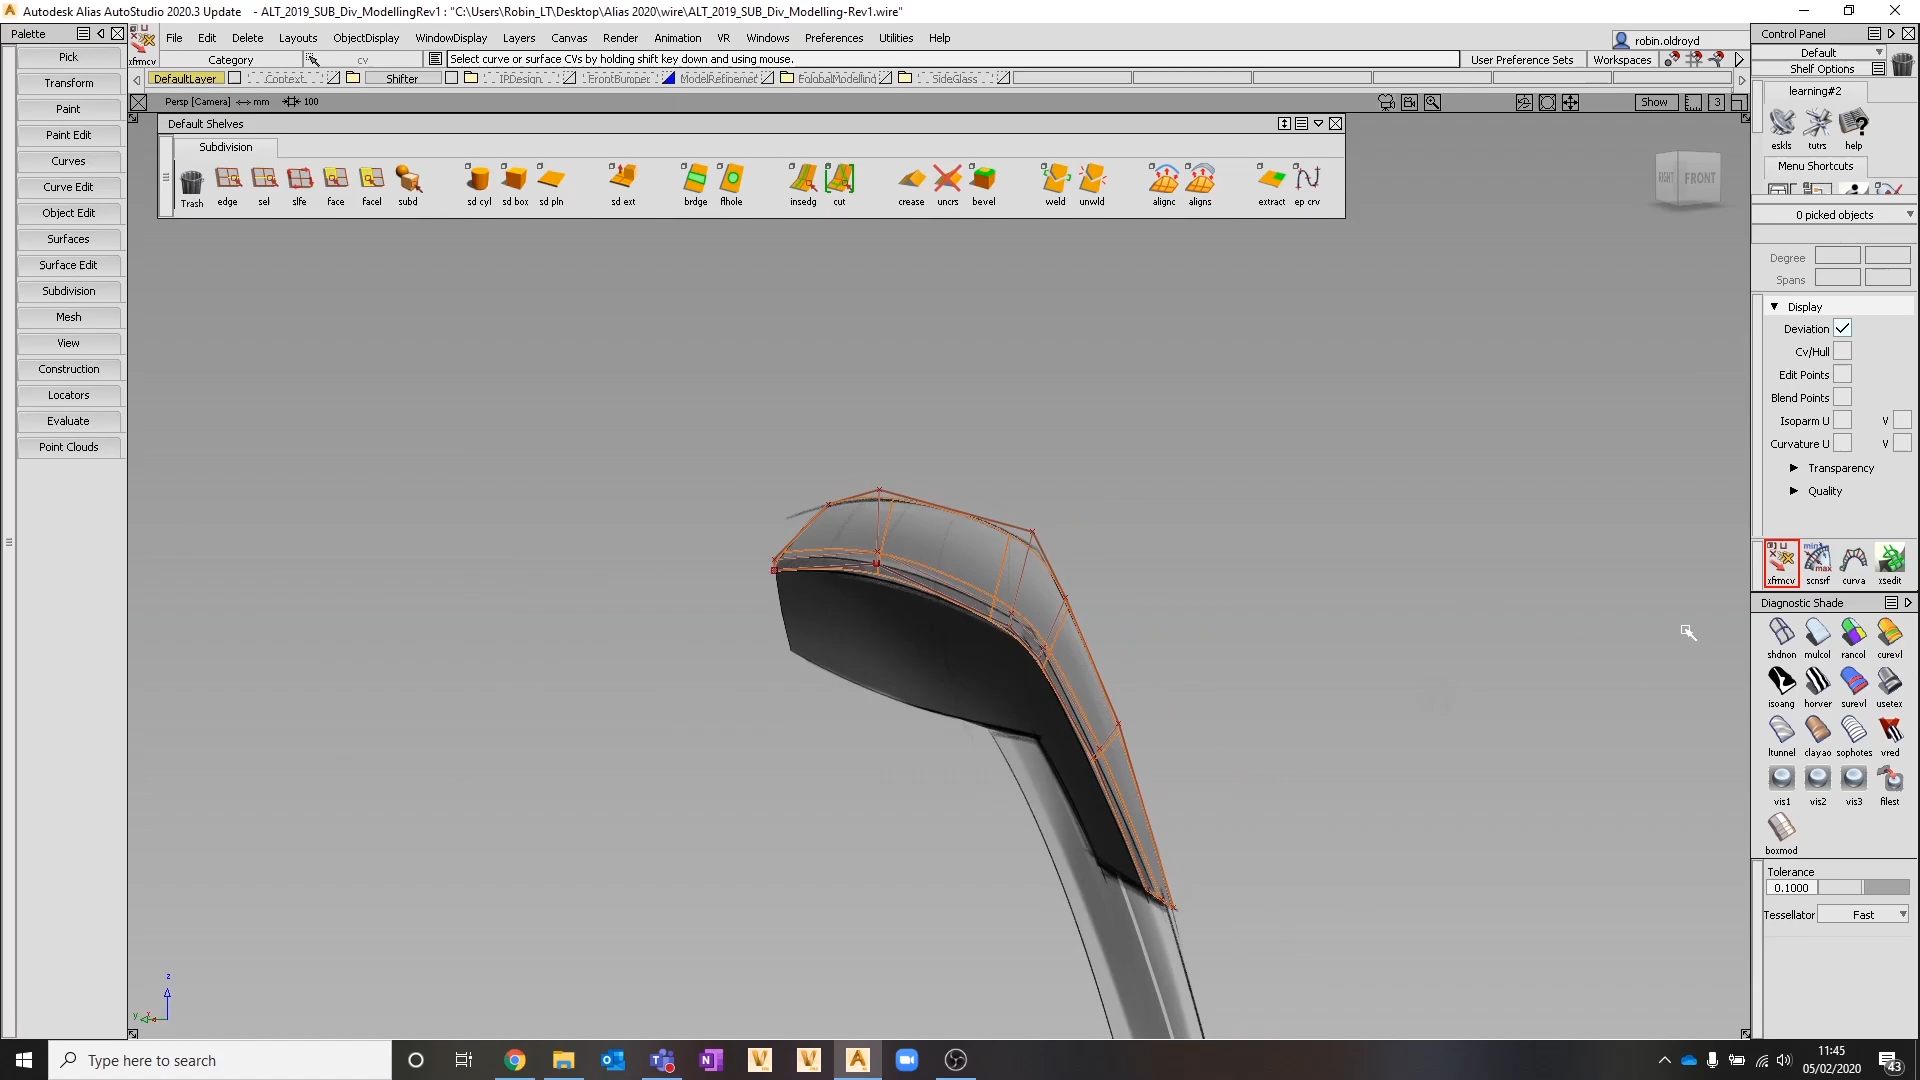 Autodesk Alias AutoStudio 2020.3 Update - ALT_2019_SUB_Div_ModellingRev1 : "C:\Users\Robin_LT\Desktop\Alias 2020\wire\ALT_2019_SUB_Div_Modelling-Rev1.wire"
Palette
File Edit Delete Layouts ObjectDisplay WindowDisplay Layers Canvas Render Animation VR Windows Preferences Utilities Help
robin.oldroyd
xfrmcv
Category
cv
Select curve or surface CVs by holding shift key down and using mouse.
User Preference Sets
Workspaces
DefaultLayer
Context
Shifter
IPDesign
FrontBumper
ModelRefinemer
SideGlass
Persp [Camera] <-> mm 100
Show
3
Default Shelves
Subdivision
Trash edge sel slfe face facel subd sd cyl sd box sd pln sd ext brdge flhole insedg cut crease uncrs bevel weld unwld alignc aligns extract ep crv
Pick
Transform
Paint
Paint Edit
Curves
Curve Edit
Object Edit
Surfaces
Surface Edit
Subdivision
Mesh
View
Construction
Locators
Evaluate
Point Clouds
RIGHT FRONT
z
y
Control Panel
Default
Shelf Options
learning#2
eskls tutrs help
Menu Shortcuts
0 picked objects
Degree
Spans
Display
Deviation
Cv/Hull
Edit Points
Blend Points
Isoparm U V
Curvature U V
Transparency
Quality
xfrmcv scnsrf curva xsedit
Diagnostic Shade
shdnon mulcol rancol curevl
isoang horver surevl usetex
ltunnel clayao sophotes vred
vis1 vis2 vis3 filest
boxmod
Tolerance
0.1000
Tessellator Fast
Type here to search
11:45
05/02/2020
43